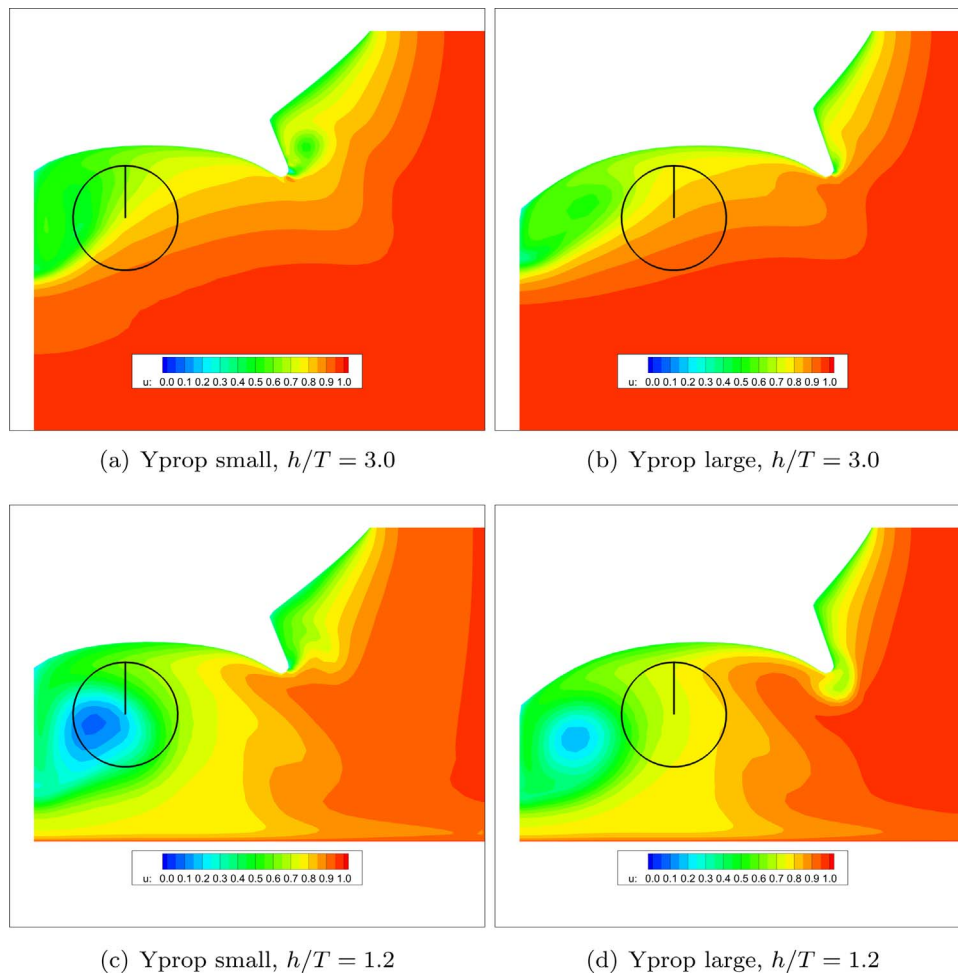 u: 0.0 0.1 0.2 0.3 0.4 0.5 0.6 0.7 0.8 0.9 1.0
u: 0.0 0.1 0.2 0.3 0.4 0.5 0.6 0.7 0.8 0.9 1.0
(a) Yprop small, h/T = 3.0
(b) Yprop large, h/T = 3.0
u: 0.0 0.1 0.2 0.3 0.4 0.5 0.6 0.7 0.8 0.9 1.0
u: 0.0 0.1 0.2 0.3 0.4 0.5 0.6 0.7 0.8 0.9 1.0
(c) Yprop small, h/T = 1.2
(d) Yprop large, h/T = 1.2